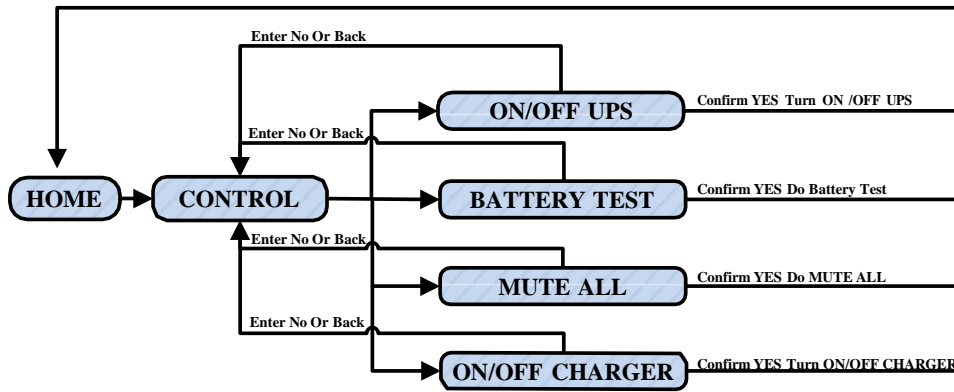 Enter No Or Back
ON/OFF UPS
Confirm YES Turn ON /OFF UPS
Enter No Or Back
HOME
CONTROL
BATTERY TEST
Confirm YES Do Battery Test
Enter No Or Back
MUTE ALL
Confirm YES Do MUTE ALL
Enter No Or Back
ON/OFF CHARGER
Confirm YES Turn ON/OFF CHARGER